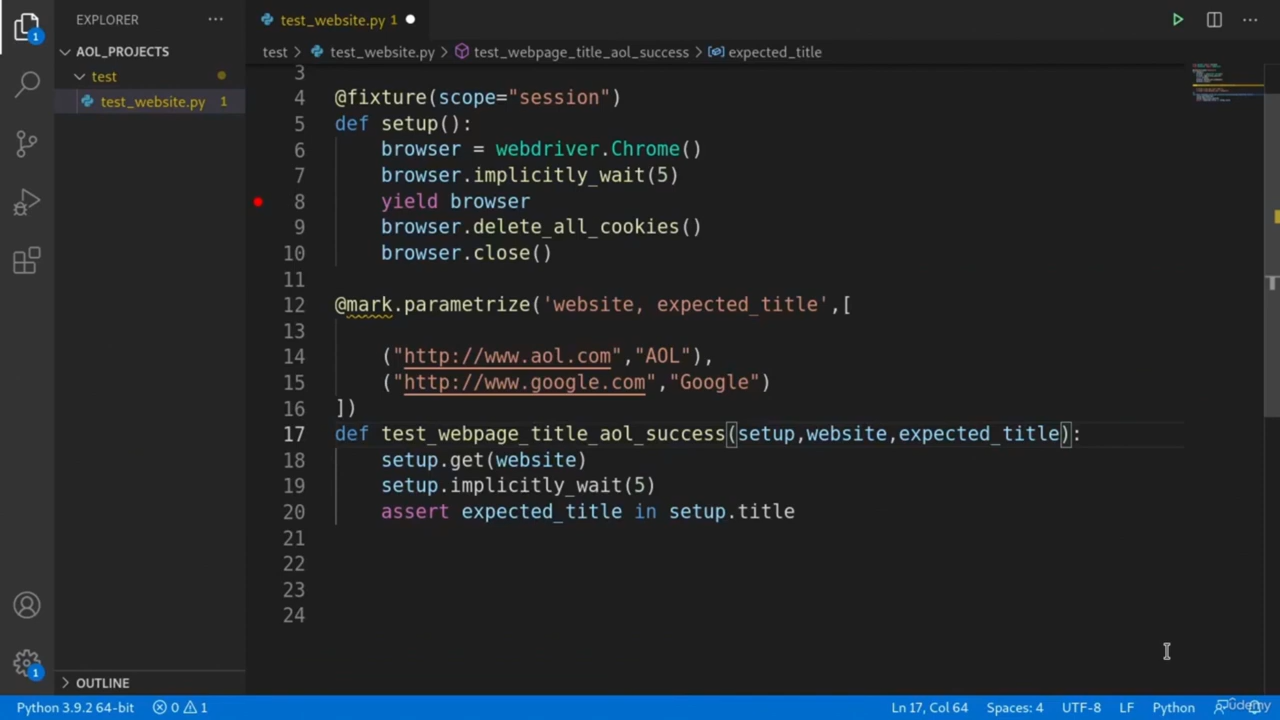 EXPLORER
test_website.py 1
AOL_PROJECTS
test
test_website.py 1
OUTLINE
test > test_website.py > test_webpage_title_aol_success > expected_title
3
4 @fixture(scope="session")
5 def setup():
6 browser = webdriver.Chrome()
7 browser.implicitly_wait(5)
8 yield browser
9 browser.delete_all_cookies()
10 browser.close()
11
12 @mark.parametrize('website, expected_title',[
13
14 ("http://www.aol.com","AOL"),
15 ("http://www.google.com","Google")
16 ])
17 def test_webpage_title_aol_success(setup,website,expected_title):
18 setup.get(website)
19 setup.implicitly_wait(5)
20 assert expected_title in setup.title
21
22
23
24
1
1
Python 3.9.2 64-bit 0 1 Ln 17, Col 64 Spaces: 4 UTF-8 LF Python
Udemy